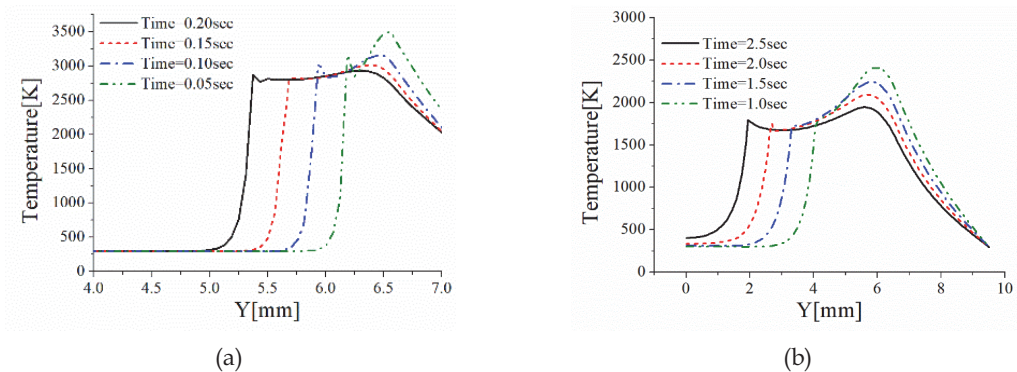 Time=0.20sec
Time=0.15sec
Time=0.10sec
Time=0.05sec
3500
3000
2500
2000
1500
1000
500
0
4.0 4.5 5.0 5.5 6.0 6.5 7.0
Temperature[K]
Y[mm]
(a)
Time=2.5sec
Time=2.0sec
Time=1.5sec
Time=1.0sec
3000
2500
2000
1500
1000
500
0
0 2 4 6 8 10
Temperature[K]
Y[mm]
(b)